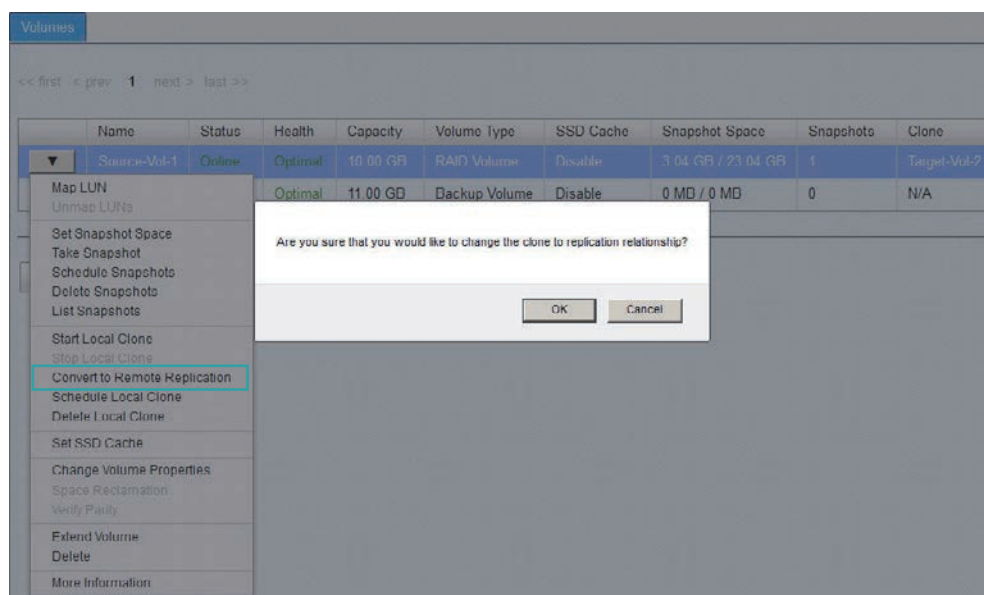 Volumes
<< first < prev 1 next > last >>
Name Status Health Capacity Volume Type SSD Cache Snapshot Space Snapshots Clone
▼ Source-Vol-1 Online Optimal 10.00 GB RAID Volume Disable 3.04 GB / 23.04 GB 1 Target-Vol-2
Optimal 11.00 GB Backup Volume Disable 0 MB / 0 MB 0 N/A
Map LUN
Unmap LUNs
Set Snapshot Space
Take Snapshot
Schedule Snapshots
Delete Snapshots
List Snapshots
Start Local Clone
Stop Local Clone
Convert to Remote Replication
Schedule Local Clone
Delete Local Clone
Set SSD Cache
Change Volume Properties
Space Reclamation
Verify Parity
Extend Volume
Delete
More Information
Are you sure that you would like to change the clone to replication relationship?
OK Cancel